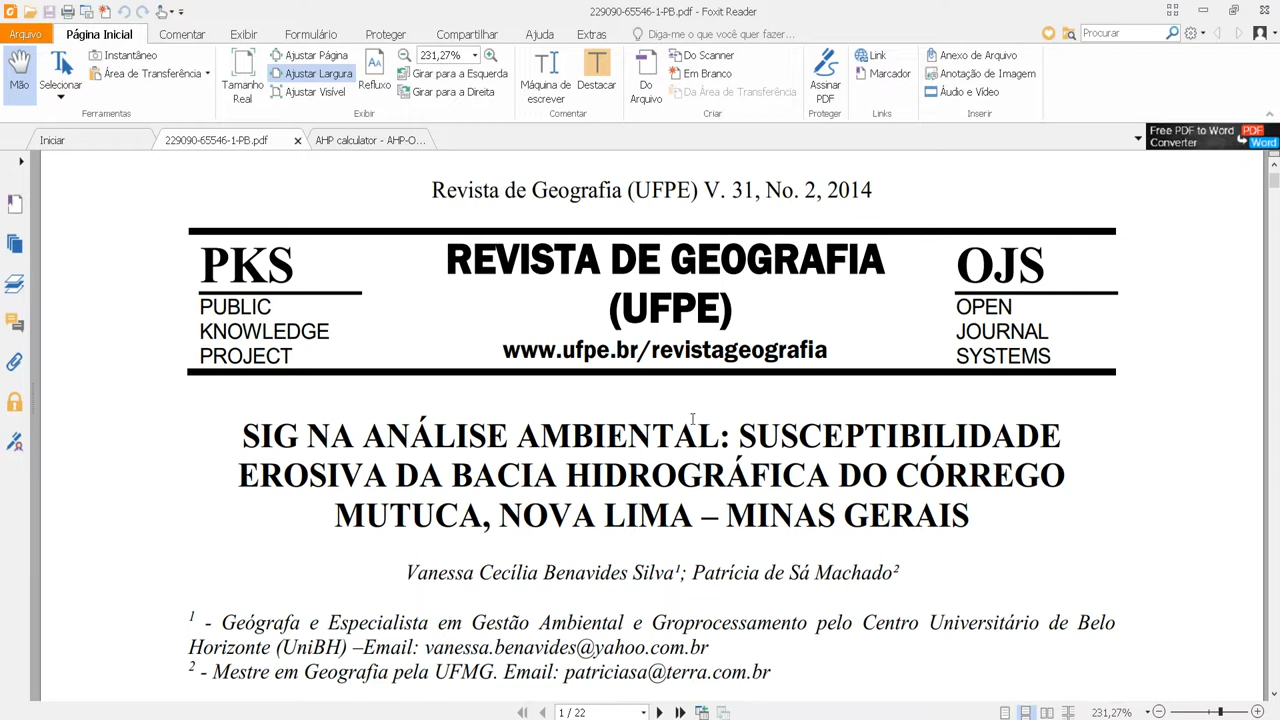 229090-65546-1-PB.pdf - Foxit Reader
Arquivo Página Inicial Comentar Exibir Formulário Proteger Compartilhar Ajuda Extras Diga-me o que você quer fazer... Procurar
Mão
Selecionar
Instantâneo
Área de Transferência
Ferramentas
Tamanho Real
Ajustar Página
Ajustar Largura
Ajustar Visível
Refluxo
231,27%
Girar para a Esquerda
Girar para a Direita
Exibir
Máquina de escrever
Destacar
Comentar
Do Arquivo
Do Scanner
Em Branco
Da Área de Transferência
Criar
Assinar PDF
Proteger
Link
Marcador
Links
Anexo de Arquivo
Anotação de Imagem
Áudio e Vídeo
Inserir
Iniciar 229090-65546-1-PB.pdf AHP calculator - AHP-O...
Free PDF to Word Converter PDF Word
Revista de Geografia (UFPE) V. 31, No. 2, 2014
PKS
PUBLIC
KNOWLEDGE
PROJECT
REVISTA DE GEOGRAFIA
(UFPE)
www.ufpe.br/revistageografia
OJS
OPEN
JOURNAL
SYSTEMS
SIG NA ANÁLISE AMBIENTAL: SUSCEPTIBILIDADE
EROSIVA DA BACIA HIDROGRÁFICA DO CÓRREGO
MUTUCA, NOVA LIMA – MINAS GERAIS
Vanessa Cecília Benavides Silva¹; Patrícia de Sá Machado²
1 - Geógrafa e Especialista em Gestão Ambiental e Groprocessamento pelo Centro Universitário de Belo
Horizonte (UniBH) –Email: vanessa.benavides@yahoo.com.br
2 - Mestre em Geografia pela UFMG. Email: patriciasa@terra.com.br
1 / 22
231,27%